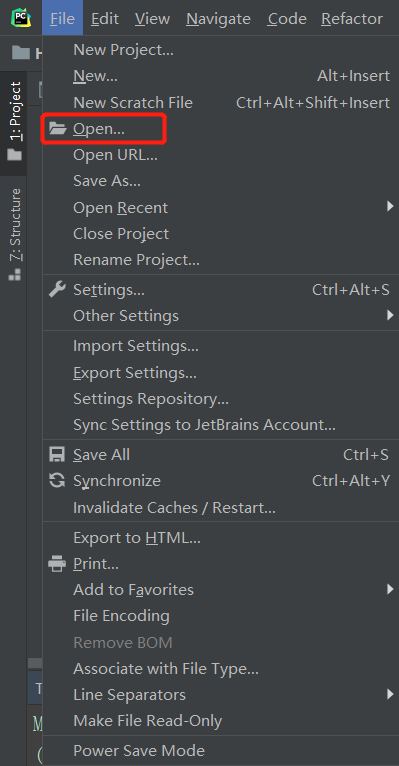 PC File Edit View Navigate Code Refactor
H
New Project...
New... Alt+Insert
1: Project
New Scratch File Ctrl+Alt+Shift+Insert
Open...
Open URL...
Save As...
7: Structure
Open Recent
Close Project
Rename Project...
Settings... Ctrl+Alt+S
Other Settings
Import Settings...
Export Settings...
Settings Repository...
Sync Settings to JetBrains Account...
Save All Ctrl+S
Synchronize Ctrl+Alt+Y
Invalidate Caches / Restart...
Export to HTML...
Print...
Add to Favorites
File Encoding
Remove BOM
Associate with File Type...
T
Line Separators
M
Make File Read-Only
(
Power Save Mode